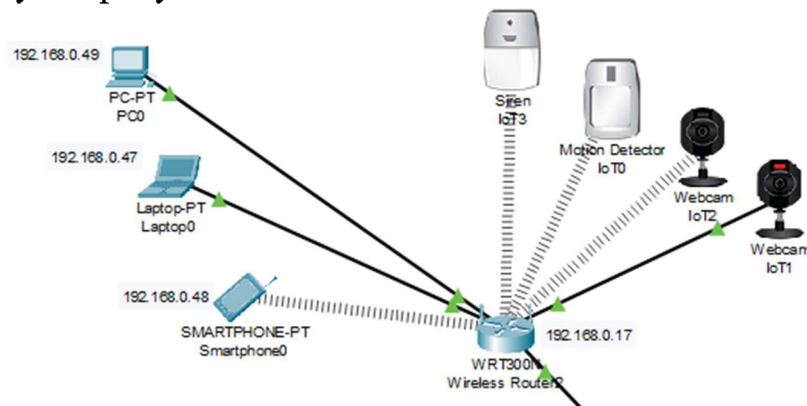 192.168.0.49
PC-PT
PC0
192.168.0.47
Laptop-PT
Laptop0
192.168.0.48
SMARTPHONE-PT
Smartphone0
Siren
IoT3
Motion Detector
IoT0
Webcam
IoT2
Webcam
IoT1
192.168.0.17
WRT300N
Wireless Router2